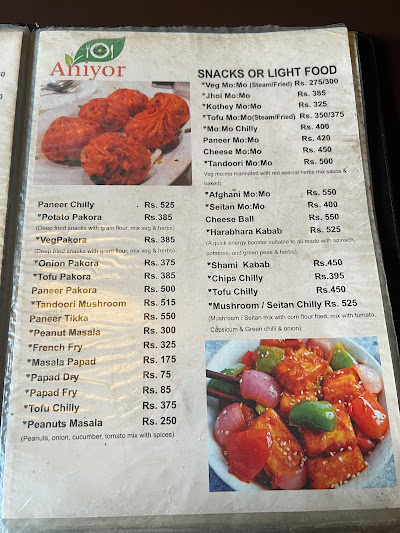 Aniyor
Paneer Chilly Rs. 525
*Potato Pakora Rs.385
(Deep fried snacks with gram flour, mix veg & herbs)
*VegPakora Rs. 385
(Deep fried snacks with gram flour, mix veg & herbs)
*Onion Pakora Rs. 375
*Tofu Pakora Rs. 385
Paneer Pakora Rs. 500
*Tandoori Mushroom Rs. 515
Paneer Tikka Rs. 550
*Peanut Masala Rs. 300
*French Fry Rs. 325
*Masala Papad Rs. 175
*Papad Dry Rs. 75
*Papad Fry Rs. 85
*Tofu Chilly Rs. 375
*Peanuts Masala Rs. 250
(Peanuts, onion, cucumber, tomato mix with spices)
SNACKS OR LIGHT FOOD
*Veg Mo:Mo (Steam/Fried) Rs. 275/300
*Jhol Mo:Mo Rs. 385
*Kothey Mo:Mo Rs. 325
*Tofu Mo:Mo(Steam/Fried) Rs. 350/375
*Mo:Mo Chilly Rs. 400
Paneer Mo:Mo Rs. 420
Cheese Mo:Mo Rs. 450
*Tandoori Mo:Mo Rs. 500
Veg mo:mo marinated with red special herbs mix sauce &
baked)
*Afghani Mo:Mo Rs. 550
*Seitan Mo:Mo Rs. 400
Cheese Ball Rs. 550
*Harabhara Kabab Rs. 525
(A quick energy booster suitable to all made with spinach,
potatoes, and green peas & herbs)
*Shami Kabab Rs.450
*Chips Chilly Rs.395
*Tofu Chilly Rs.450
*Mushroom / Seitan Chilly Rs. 525
(Mushroom / Seitan mix with corn flour fried, mix with tomato,
Capsicum & Green chilli & onion)